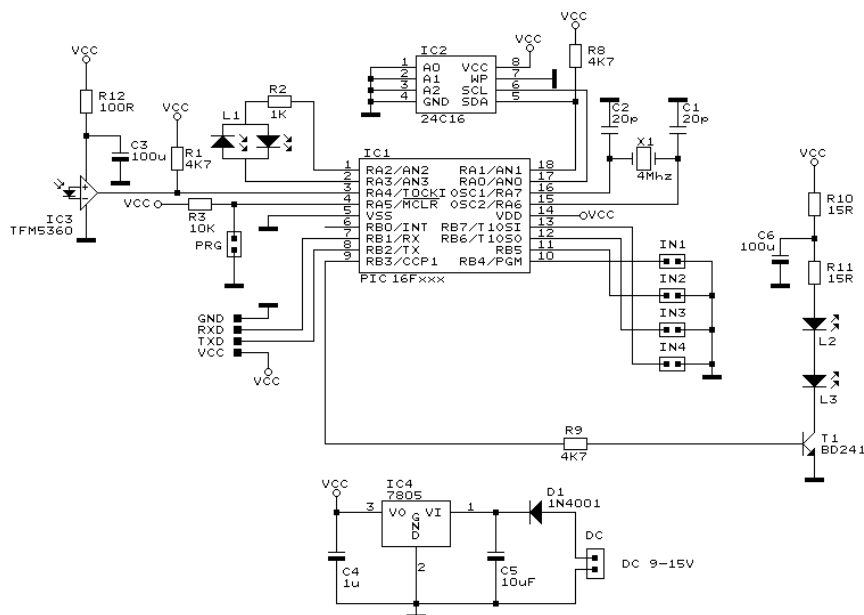 VCC
R12
100R
VCC
C3
100u
R1
4K7
L1
R2
1K
IC2
1 A0 VCC 8
2 A1 WP 7
3 A2 SCL 6
4 GND SDA 5
24C16
VCC
VCC
R8
4K7
C2
20p
C1
20p
X1
4Mhz
IC3
TFM5360
VCC
R3
10K
PRG
IC1
1 RA2/AN2 RA1/AN1 18
2 RA3/AN3 RA0/AN0 17
3 RA4/TOCKI OSC1/RA7 16
4 RA5/MCLR OSC2/RA6 15
5 VSS VDD 14
6 RB0/INT RB7/T1OSI 13
7 RB1/RX RB6/T1OSO 12
8 RB2/TX RB5 11
9 RB3/CCP1 RB4/PGM 10
PIC 16Fxxx
VCC
IN1
IN2
IN3
IN4
GND
RXD
TXD
VCC
VCC
VCC
R10
15R
C6
100u
R11
15R
L2
L3
T1
BD241
R9
4K7
VCC
IC4
7805
3 VO GND VI 1
2
C4
1u
C5
10uF
D1
1N4001
DC
DC 9-15V